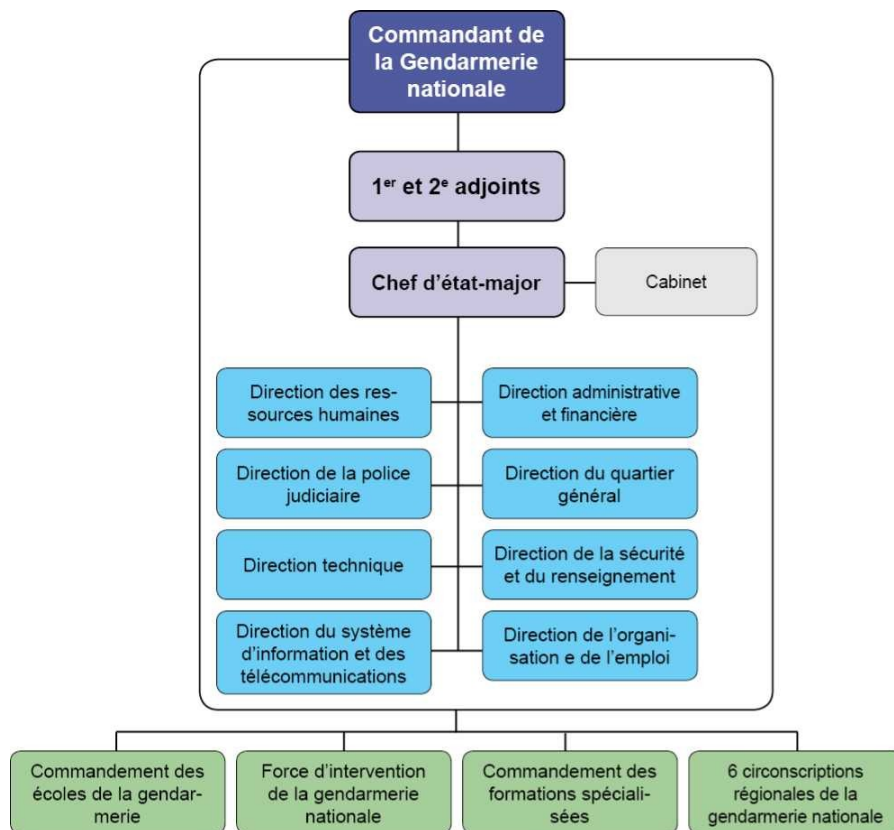 Commandant de
la Gendarmerie
nationale
1er et 2e adjoints
Chef d’état-major
Cabinet
Direction des res-
sources humaines
Direction administrative
et financière
Direction de la police
judiciaire
Direction du quartier
général
Direction technique
Direction de la sécurité
et du renseignement
Direction du système
d’information et des
télécommunications
Direction de l’organi-
sation e de l’emploi
Commandement des
écoles de la gendar-
merie
Force d’intervention
de la gendarmerie
nationale
Commandement des
formations spéciali-
sées
6 circonscriptions
régionales de la
gendarmerie nationale